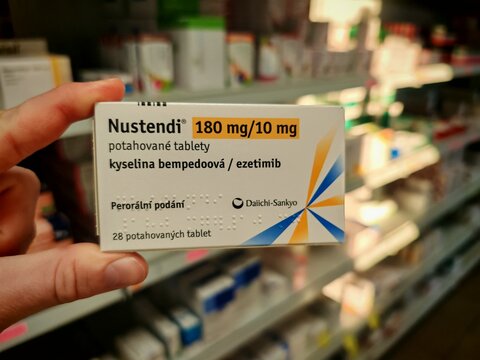 Nustendi® 180 mg/10 mg
potahované tablety
kyselina bempedoová / ezetimib
Perorální podání
Daiichi-Sankyo
28 potahovaných tablet